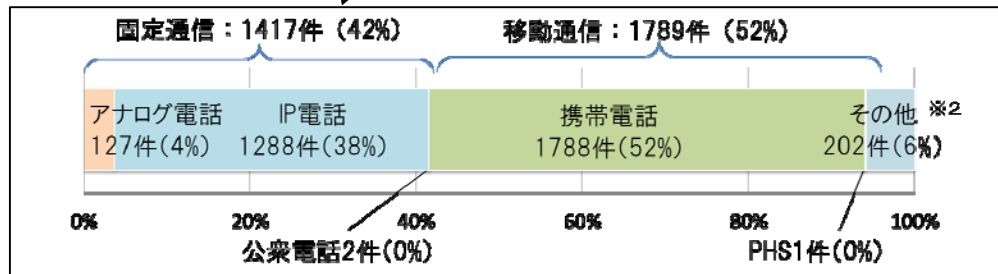 固定通信：1417件（42%） 移動通信：1789件（52%）
アナログ電話 IP電話 携帯電話 その他 ※2
127件(4%) 1288件(38%) 1788件(52%) 202件(6%)
0% 20% 40% 60% 80% 100%
公衆電話2件(0%) PHS1件(0%)